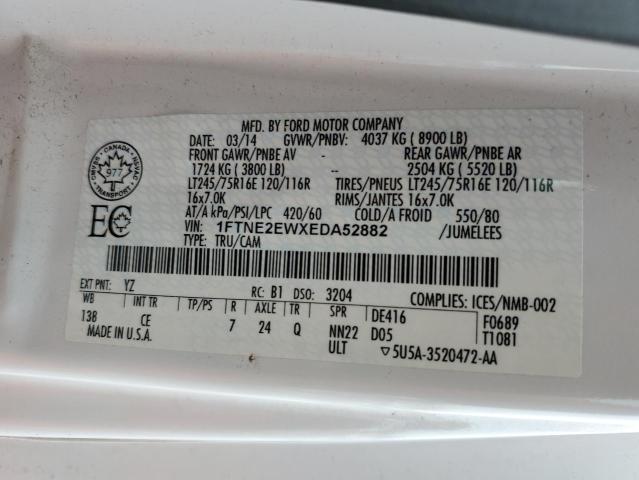 MFD. BY FORD MOTOR COMPANY
DATE: 03/14 GVWR/PNBV: 4037 KG ( 8900 LB)
FRONT GAWR/PNBE AV - REAR GAWR/PNBE AR
1724 KG ( 3800 LB) -- 2504 KG ( 5520 LB)
LT245/75R16E 120/116R TIRES/PNEUS LT245/75R16E 120/116R
16x7.0K RIMS/JANTES 16x7.0K
AT/A kPa/PSI/LPC 420/60 COLD/A FROID 550/80
VIN: 1FTNE2EWXEDA52882 /JUMELEES
TYPE: TRU/CAM
CANADA
977
TRANSPORT
CMVSS
NSVAC
EC
EXT PNT: YZ RC: B1 DSO: 3204 COMPLIES: ICES/NMB-002
WB INT TR TP/PS R AXLE TR SPR DE416 F0689
138 CE 7 24 Q NN22 D05 T1081
MADE IN U.S.A. ULT 5U5A-3520472-AA